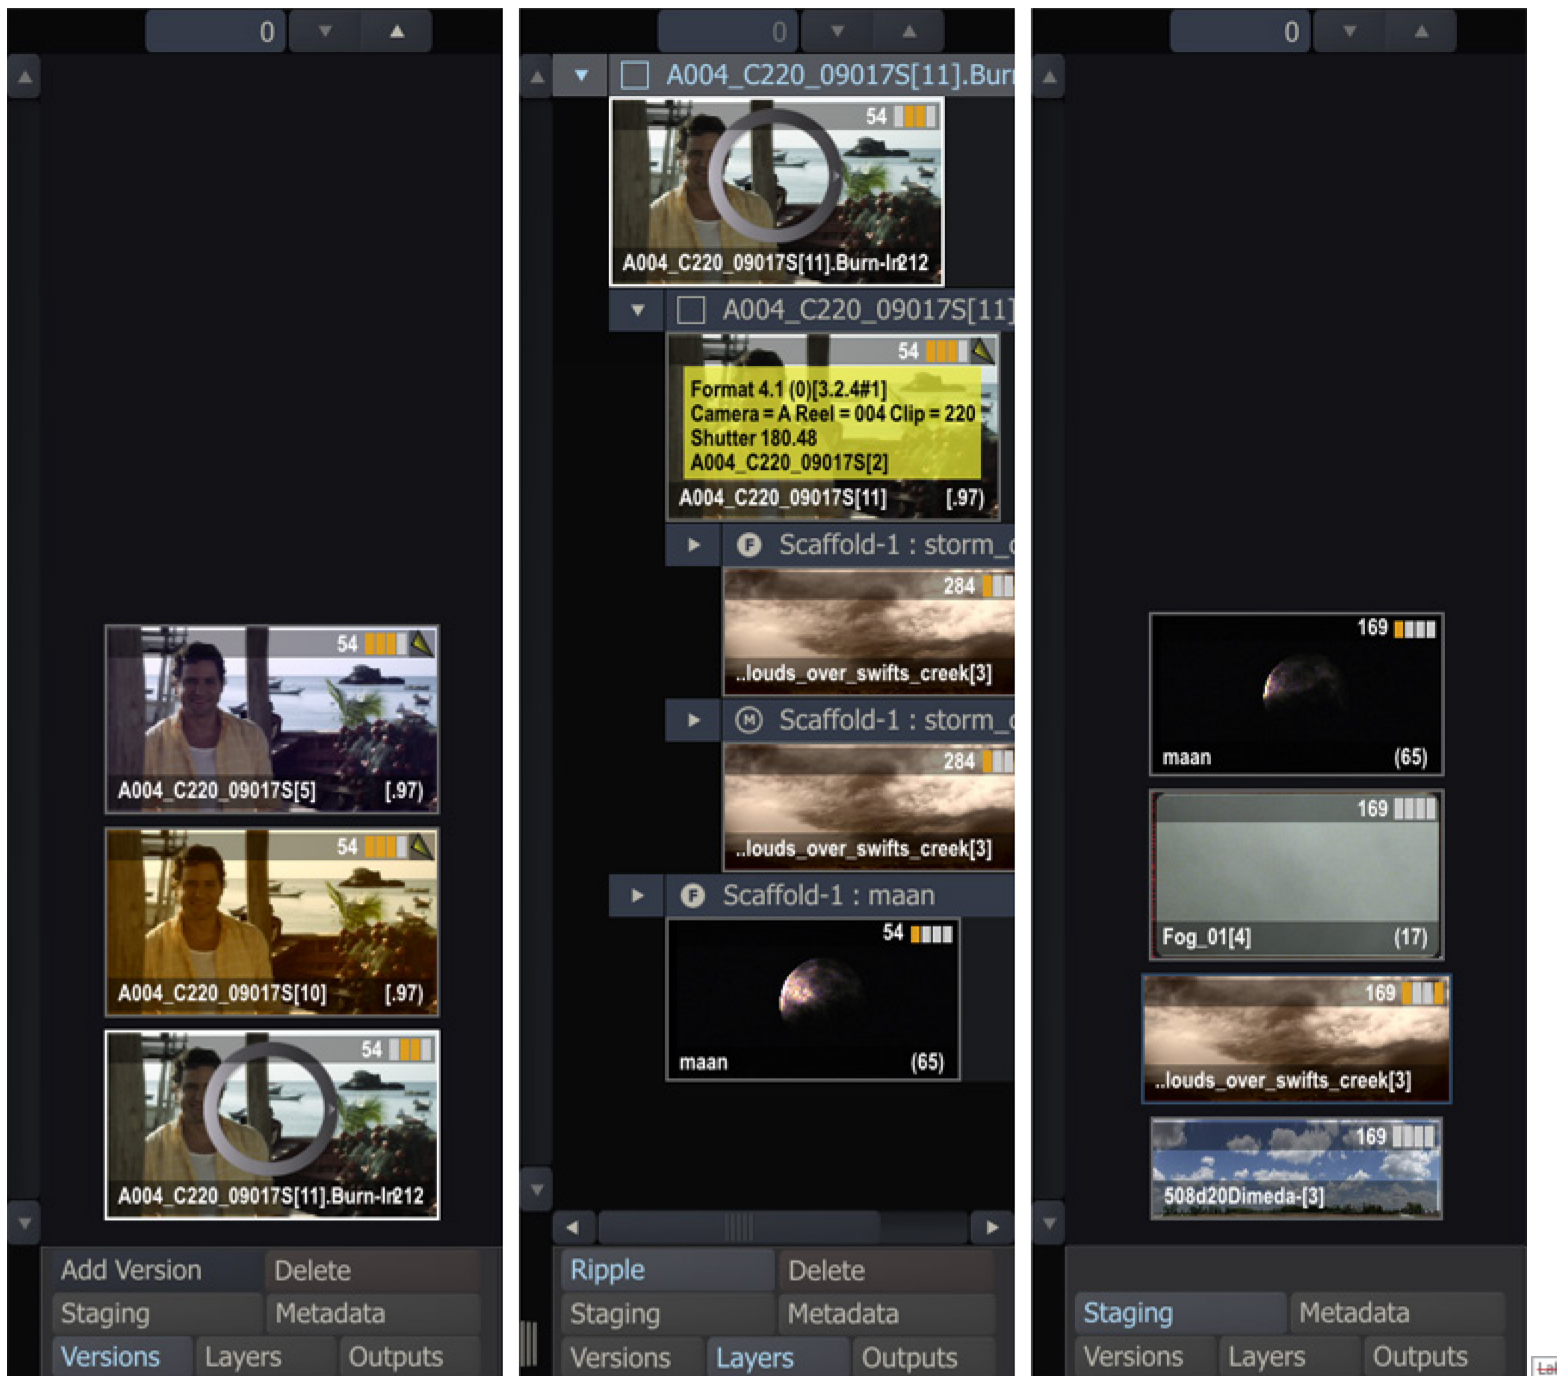 0
54
A004_C220_09017S[5] [.97)
54
A004_C220_09017S[10] [.97)
54
A004_C220_09017S[11].Burn-In212
Add Version Delete
Staging Metadata
Versions Layers Outputs
0
A004_C220_09017S[11].Bur
54
A004_C220_09017S[11].Burn-In212
A004_C220_09017S[11]
54
Format 4.1 (0)[3.2.4#1]
Camera = A Reel = 004 Clip = 220
Shutter 180.48
A004_C220_09017S[2]
A004_C220_09017S[11] [.97)
F Scaffold-1 : storm_
284
..louds_over_swifts_creek[3]
M Scaffold-1 : storm_
284
..louds_over_swifts_creek[3]
F Scaffold-1 : maan
54
maan (65)
Ripple Delete
Staging Metadata
Versions Layers Outputs
0
169
maan (65)
169
Fog_01[4] (17)
169
..louds_over_swifts_creek[3]
169
508d20Dimeda-[3]
Staging Metadata
Versions Layers Outputs